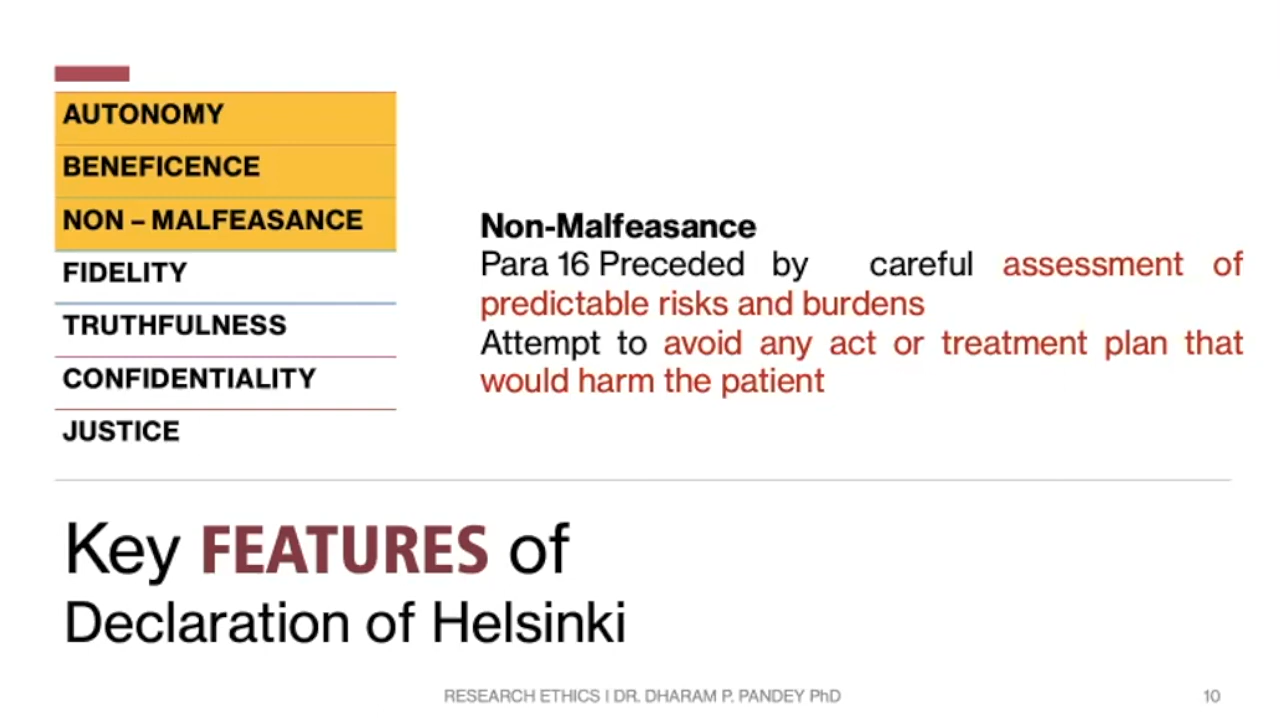 AUTONOMY
BENEFICENCE
NON – MALFEASANCE
FIDELITY
TRUTHFULNESS
CONFIDENTIALITY
JUSTICE
Non-Malfeasance
Para 16 Preceded by careful assessment of
predictable risks and burdens
Attempt to avoid any act or treatment plan that
would harm the patient
Key FEATURES of
Declaration of Helsinki
RESEARCH ETHICS I DR. DHARAM P. PANDEY PhD
10